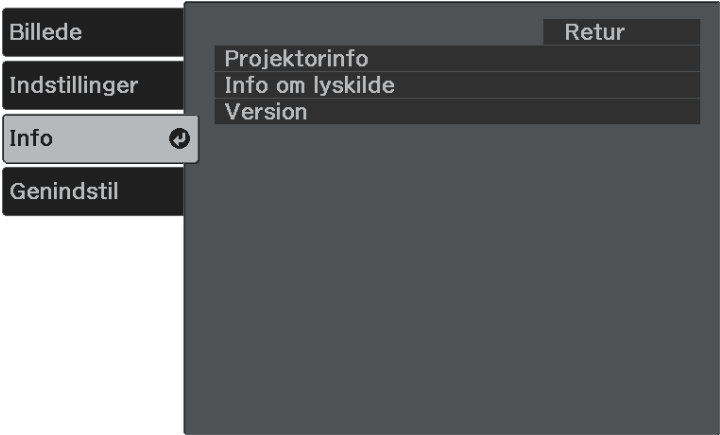 Billede
Indstillinger
Info
Genindstil
Retur
Projektorinfo
Info om lyskilde
Version